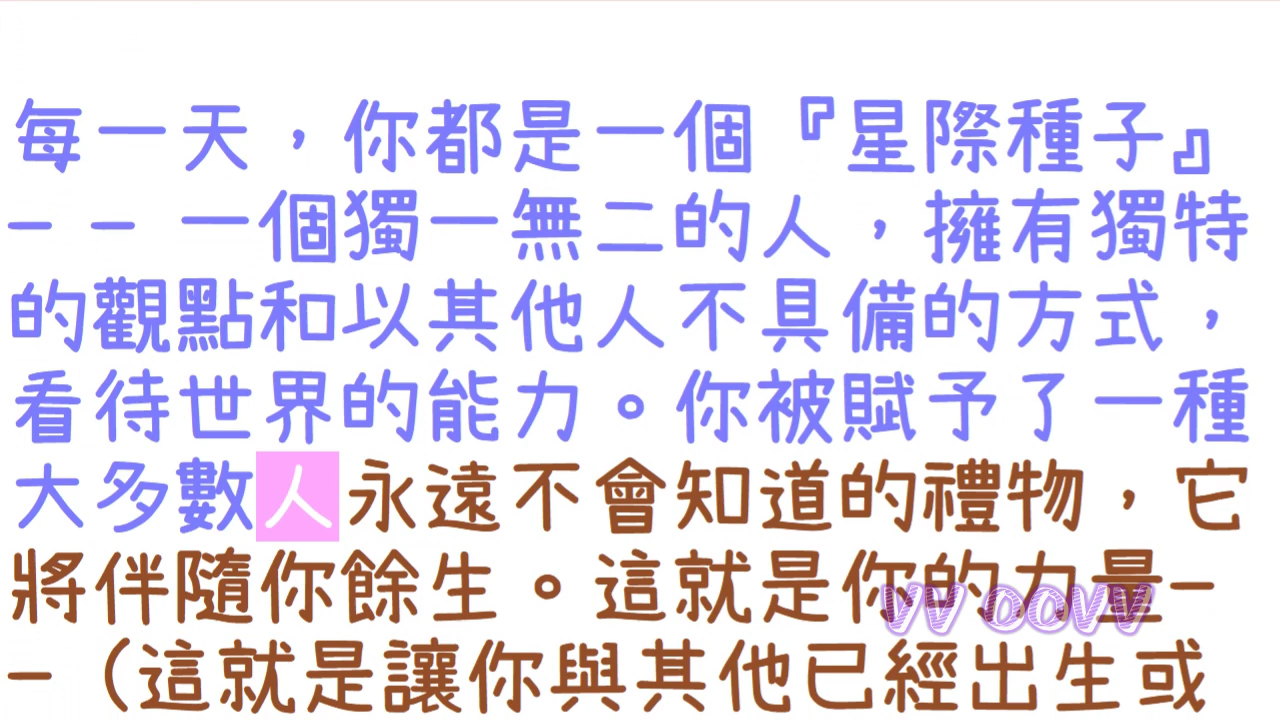 每一天，你都是一個『星際種子』
－－ 一個獨一無二的人，擁有獨特
的觀點和以其他人不具備的方式，
看待世界的能力。你被賦予了一種
大多數人永遠不會知道的禮物，它
將伴隨你餘生。這就是你的力量－
－（這就是讓你與其他已經出生或
VV OOVV